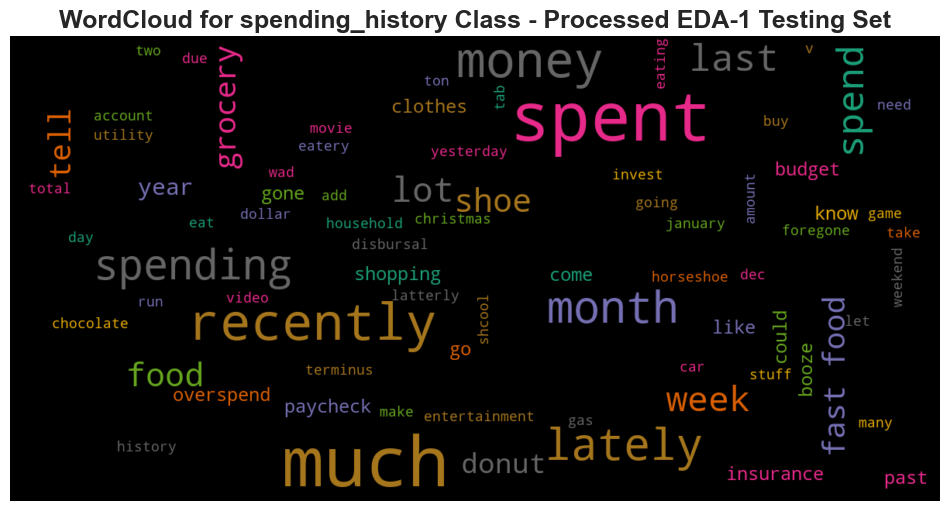 WordCloud for spending_history Class - Processed EDA-1 Testing Set
two
due
grocery
money
eating
last
v
spend
ton
tab
clothes
spent
need
account
utility
tell
movie
eatery
yesterday
buy
total
year
wad
gone
add
lot
shoe
invest
budget
dollar
household
christmas
going
amount
january
know
game
foregone
take
day
eat
disbursal
spending
shopping
come
horseshoe
dec
weekend
run
video
latterly
month
chocolate
recently
shcool
like
could
let
fast food
go
food
terminus
car
stuff
booze
overspend
paycheck
make
entertainment
week
gas
many
history
much
donut
lately
insurance
past